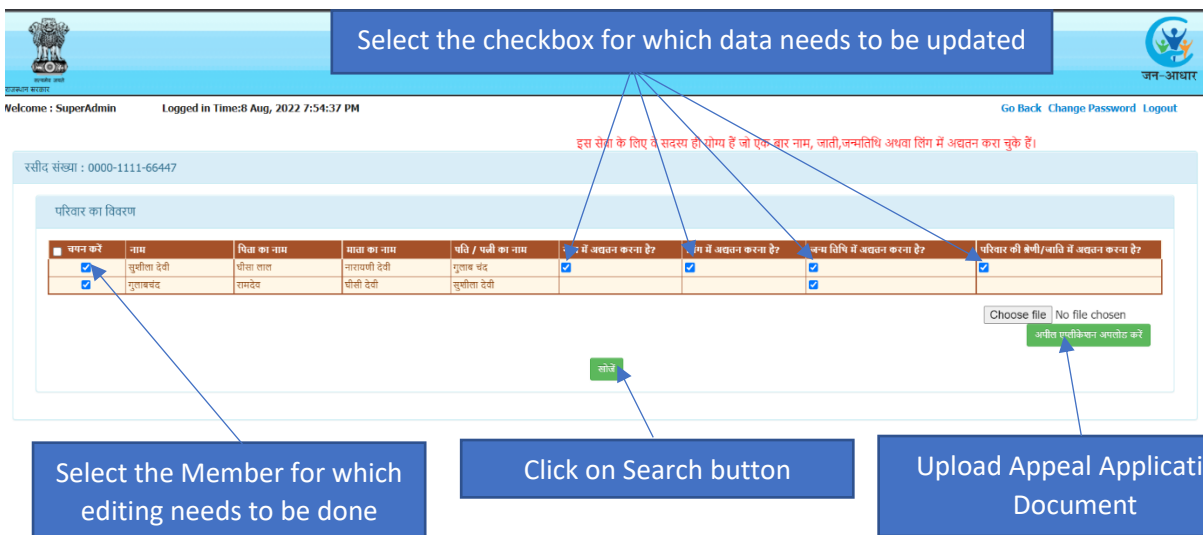 Select the checkbox for which data needs to be updated
राजस्थान सरकार
जन-आधार
Welcome : SuperAdmin Logged in Time:8 Aug, 2022 7:54:37 PM Go Back Change Password Logout
इस सेवा के लिए वे सदस्य ही योग्य हैं जो एक बार नाम, जाती,जन्मतिथि अथवा लिंग में अद्यतन करा चुके हैं।
रसीद संख्या : 0000-1111-66447
परिवार का विवरण
चयन करें नाम पिता का नाम माता का नाम पति / पत्नी का नाम में अद्यतन करना है? में अद्यतन करना है? जन्म तिथि में अद्यतन करना है? परिवार की श्रेणी/जाति में अद्यतन करना है?
सुशीला देवी घीसा लाल नारायणी देवी गुलाब चंद
गुलाबचंद रामदेव घीसी देवी सुशीला देवी
Choose file No file chosen
अपील एप्लीकेशन अपलोड करें
खोजें
Select the Member for which
editing needs to be done
Click on Search button
Upload Appeal Applicati
Document